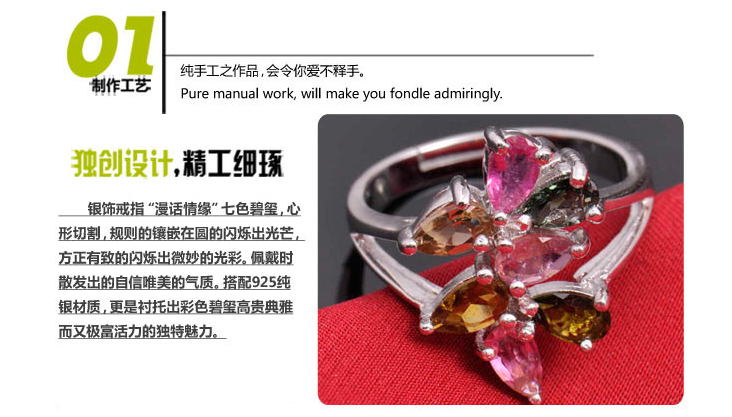 01
制作工艺
纯手工之作品，会令你爱不释手。
Pure manual work, will make you fondle admiringly.
独创设计，精工细琢
银饰戒指“漫话情缘”七色碧玺，心
形切割，规则的镶嵌在圆的闪烁出光芒，
方正有致的闪烁出微妙的光彩。佩戴时
散发出的自信唯美的气质。搭配925纯
银材质，更是衬托出彩色碧玺高贵典雅
而又极富活力的独特魅力。